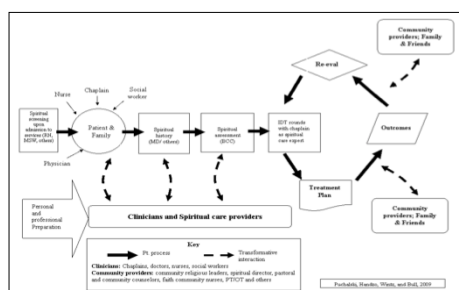 Community
providers; Family
& Friends
Re-eval
Nurse
Chaplain
Social
worker
Spiritual
screening
upon
admission to
services (RH,
MDW, others)
Patient &
Family
Spiritual
history
(MD/ others)
Spiritual
assessment
(BCC)
IDT rounds
with chaplain
as spiritual
care expert
Outcomes
Physician
Treatment
Plan
Community
providers; Family
& Friends
Personal
and
professional
Preparation
Clinicians and Spiritual care providers
Key
Pt. process
Transformative
interaction
Clinicians: Chaplains, doctors, nurses, social workers
Community providers: community religious leaders, spiritual director, pastoral
and community counselors, faith community nurses, PT/OT and others
Puchalski, Handzo, Wintz, and Bull, 2009